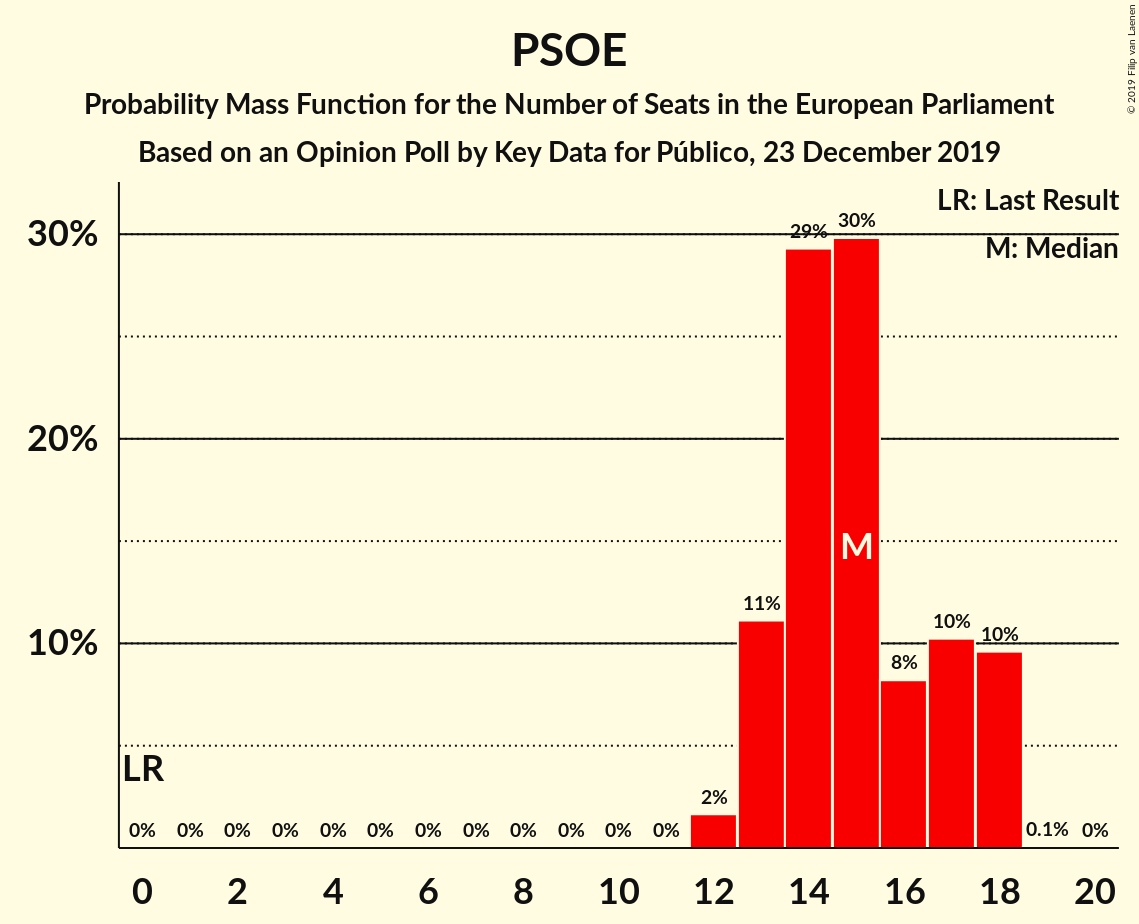 PSOE
Probability Mass Function for the Number of Seats in the European Parliament
Based on an Opinion Poll by Key Data for Público, 23 December 2019
© 2019 Filip van Laenen
LR: Last Result
M: Median
30%
20%
10%
29%
30%
M
11%
10%
10%
8%
LR
2%
0% 0% 0% 0% 0% 0% 0% 0% 0% 0% 0% 0% 0.1% 0%
0 2 4 6 8 10 12 14 16 18 20